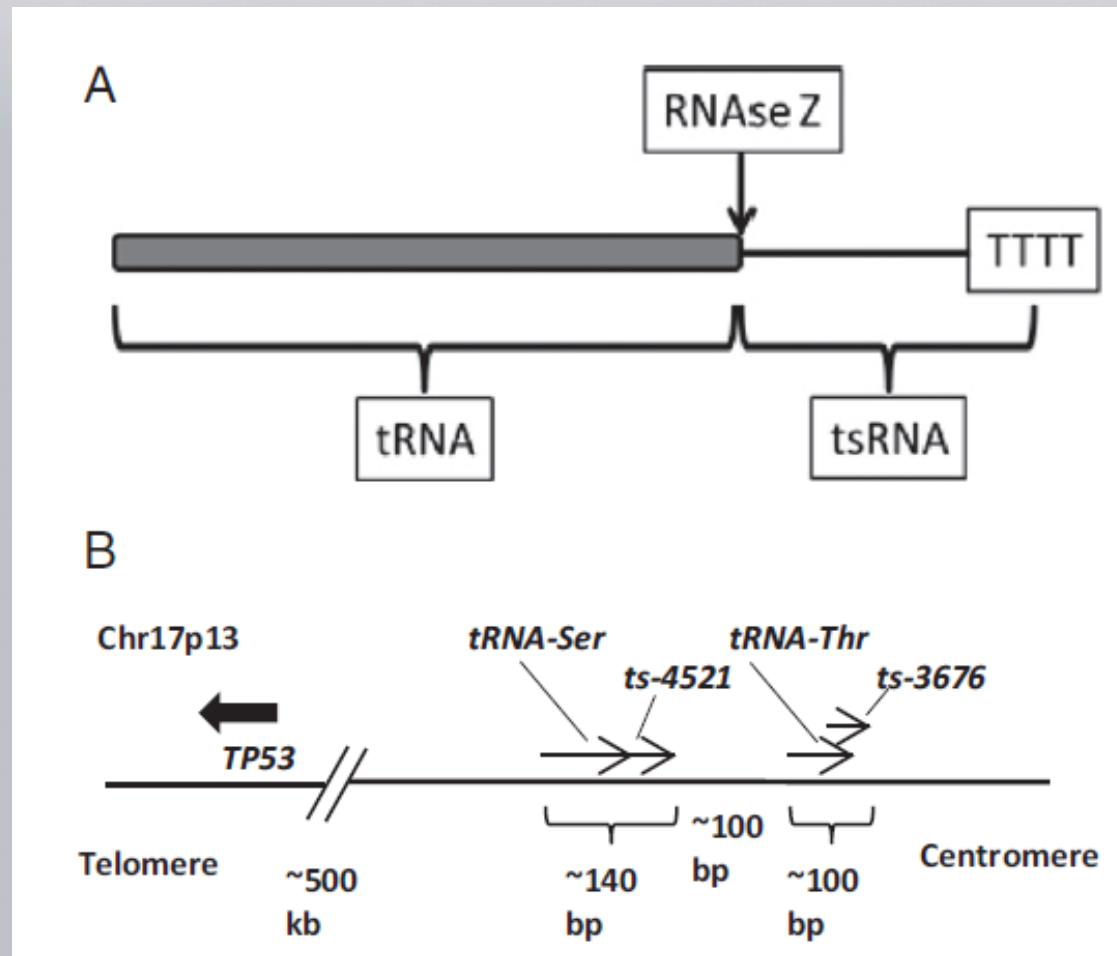 A
RNAse Z
TTTT
tRNA
tsRNA
B
Chr17p13
tRNA-Ser
tRNA-Thr
ts-4521
ts-3676
TP53
~100
bp
Telomere
Centromere
~500
kb
~140
bp
~100
bp